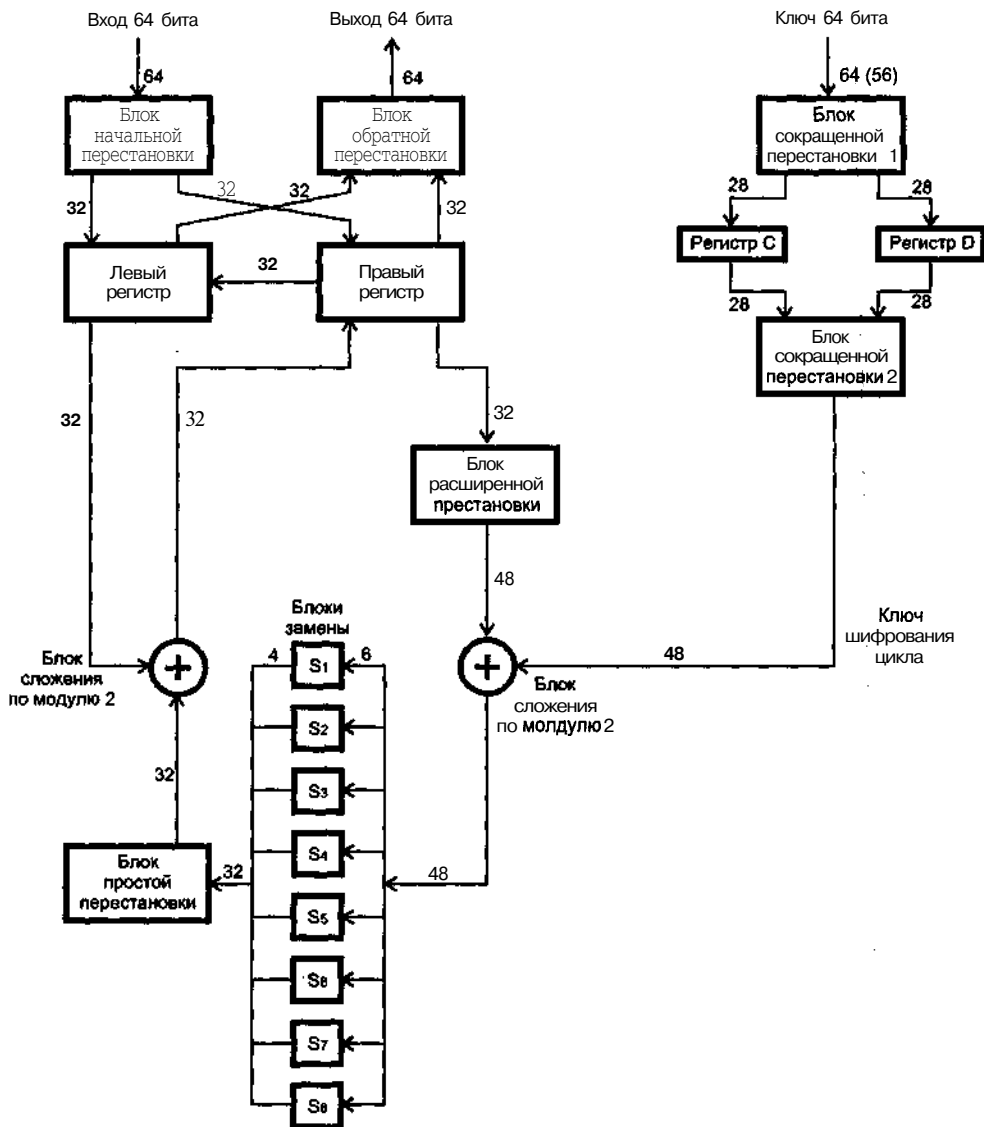 Вход 64 бита
Выход 64 бита
Ключ 64 бита
64
64
64 (56)
Блок
начальной
перестановки
Блок
обратной
перестановки
Блок
сокращенной
перестановки 1
32
32
32
32
28
28
Левый
регистр
32
Правый
регистр
Регистр C
Регистр D
28
28
Блок
сокращенной
перестановки 2
32
32
32
Блок
расширенной
престановки
48
Блоки
замены
Ключ
шифрования
цикла
Блок
сложения
по модулю 2
+
4
S1
6
+
48
Блок
сложения
по молдулю 2
S2
32
S3
Блок
простой
перестановки
32
S4
48
S5
S6
S7
S8